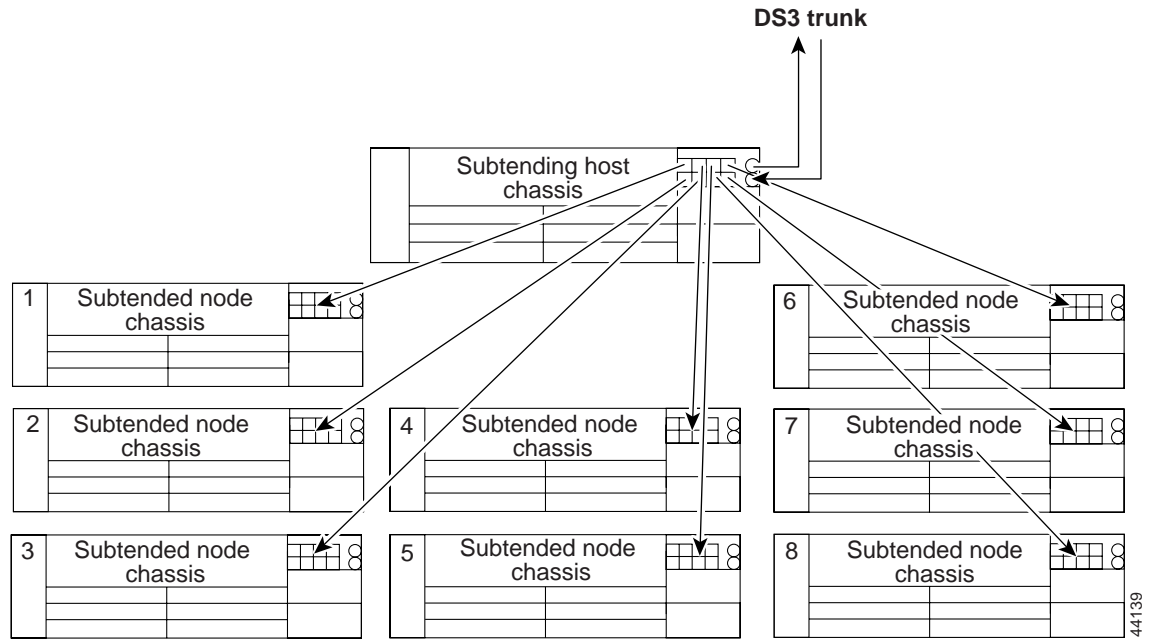 DS3 trunk
Subtending host
chassis
1
Subtended node
chassis
6
Subtended node
chassis
2
Subtended node
chassis
4
Subtended node
chassis
7
Subtended node
chassis
3
Subtended node
chassis
5
Subtended node
chassis
8
Subtended node
chassis
44139